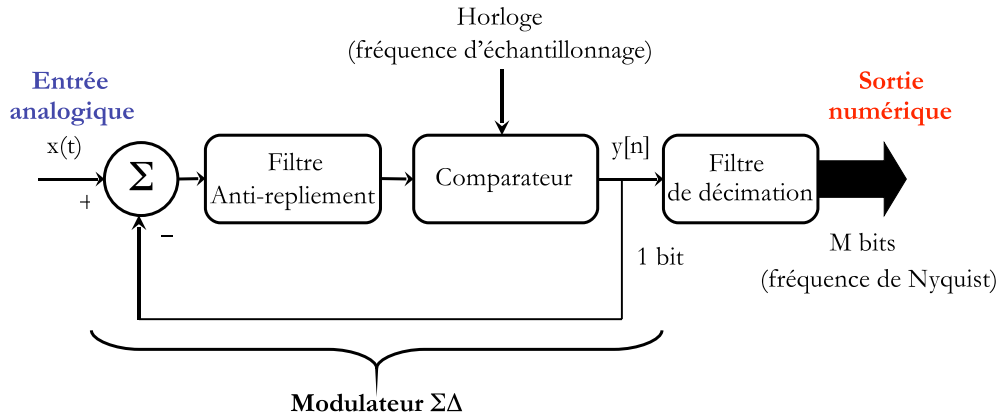 Horloge
(fréquence d'échantillonnage)
Entrée
analogique
Sortie
numérique
x(t)
y[n]
Σ
Filtre
Anti-repliement
Comparateur
Filtre
de décimation
+
−
1 bit
M bits
(fréquence de Nyquist)
Modulateur ΣΔ